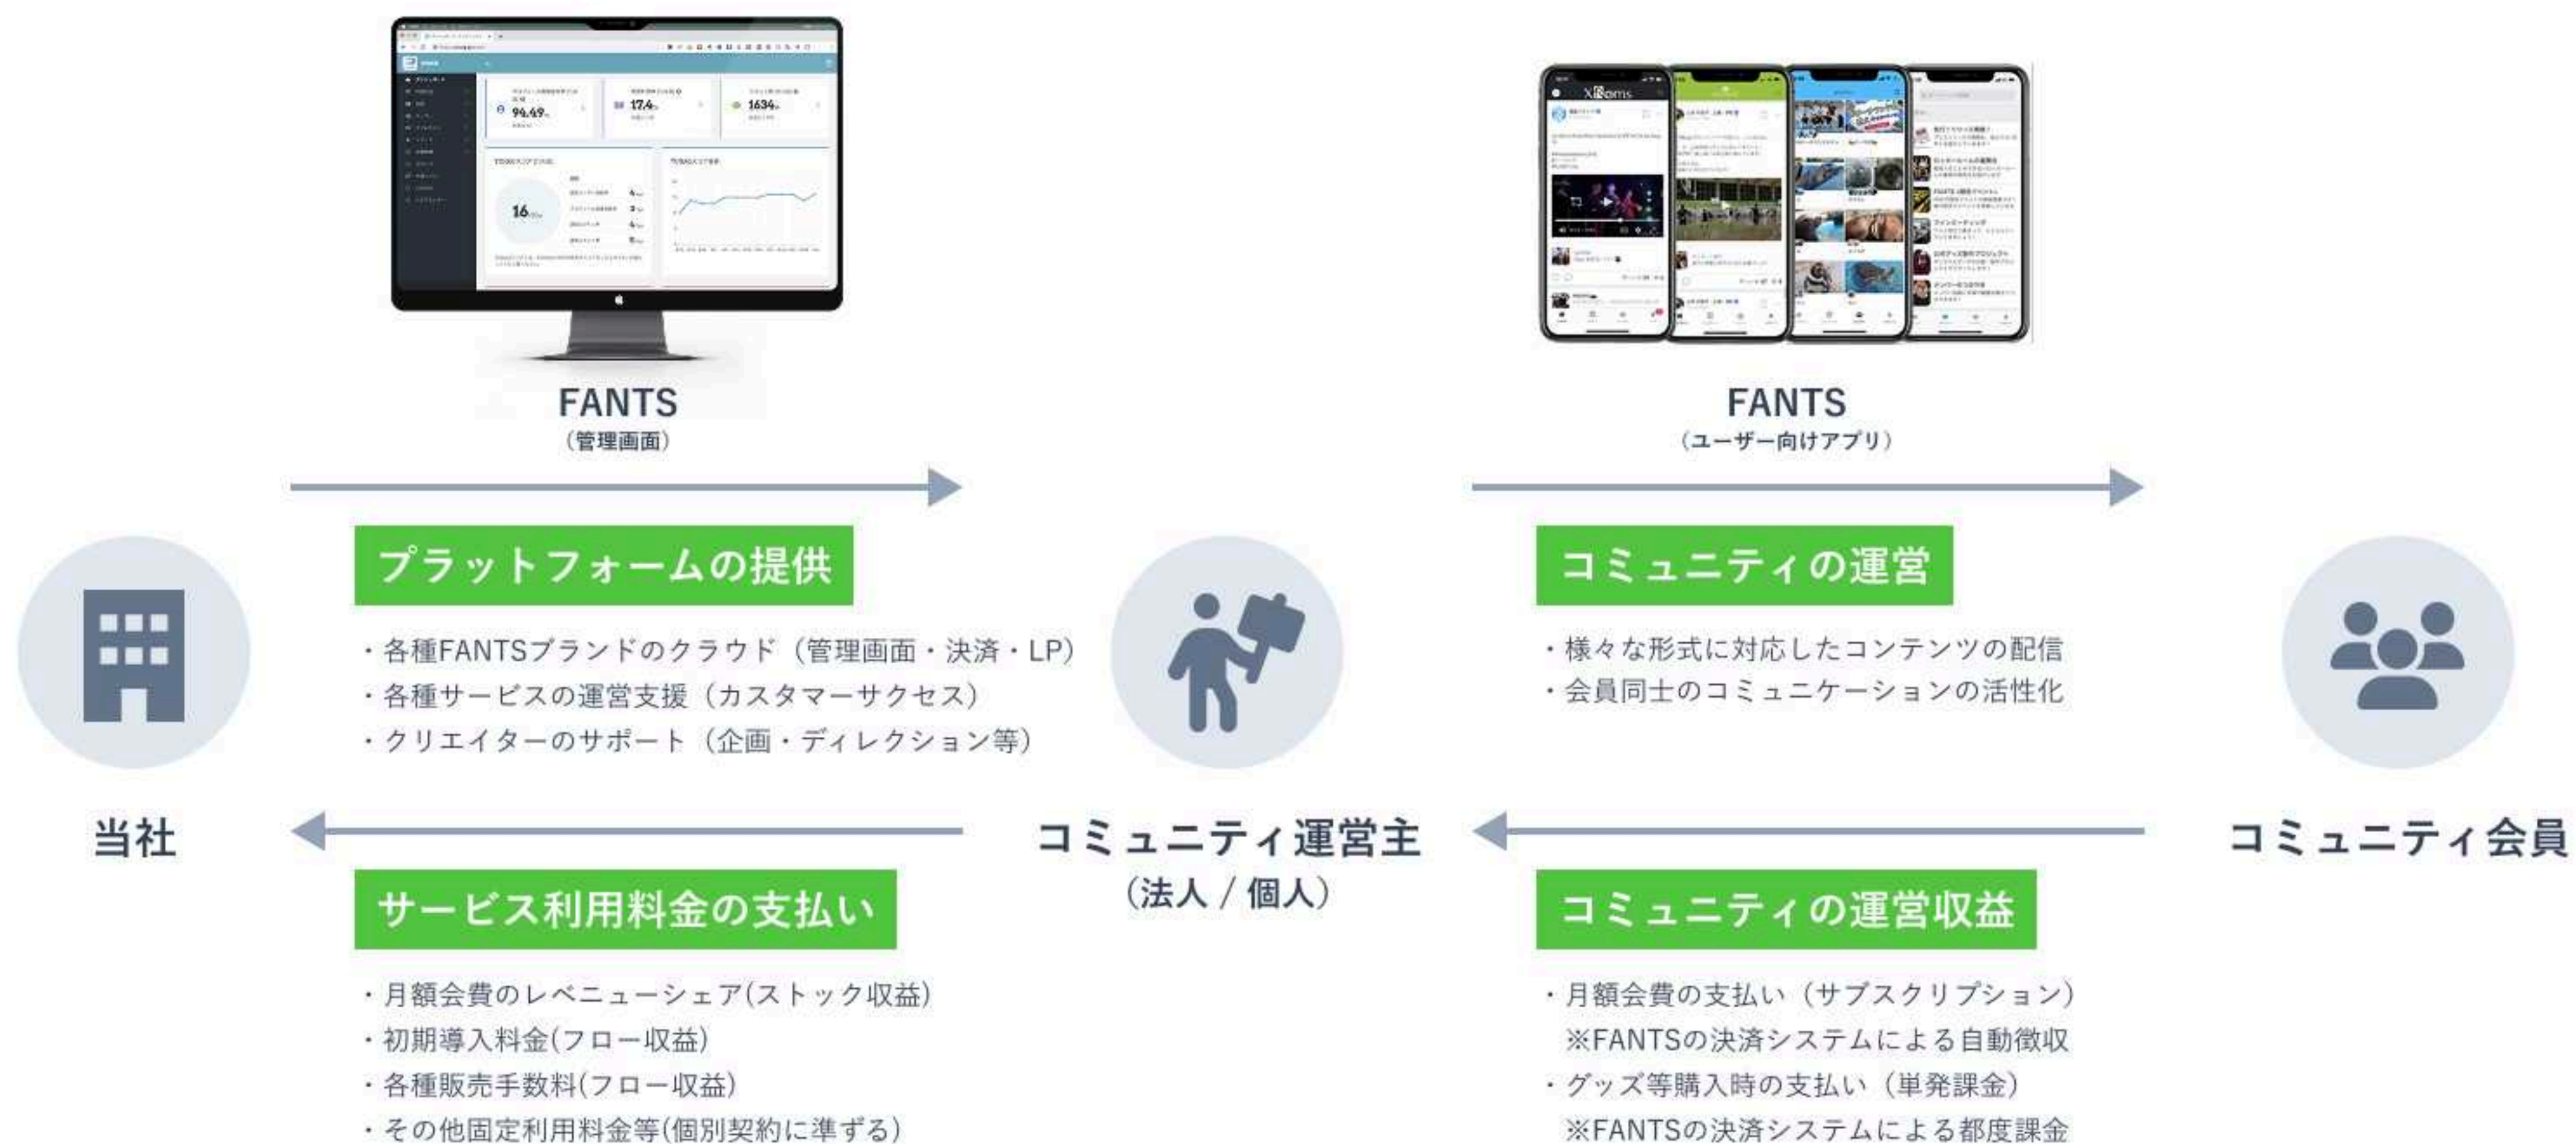 94.49
17.4
1634
16
Xfloms
FANTS
（管理画面）
FANTS
（ユーザー向けアプリ）
プラットフォームの提供
・各種FANTSブランドのクラウド（管理画面・決済・LP）
・各種サービスの運営支援（カスタマーサクセス）
・クリエイターのサポート（企画・ディレクション等）
コミュニティの運営
・様々な形式に対応したコンテンツの配信
・会員同士のコミュニケーションの活性化
当社
コミュニティ運営主
（法人 / 個人）
コミュニティ会員
サービス利用料金の支払い
・月額会費のレベニューシェア(ストック収益)
・初期導入料金(フロー収益)
・各種販売手数料(フロー収益)
・その他固定利用料金等(個別契約に準ずる)
コミュニティの運営収益
・月額会費の支払い（サブスクリプション）
※FANTSの決済システムによる自動徴収
・グッズ等購入時の支払い（単発課金）
※FANTSの決済システムによる都度課金